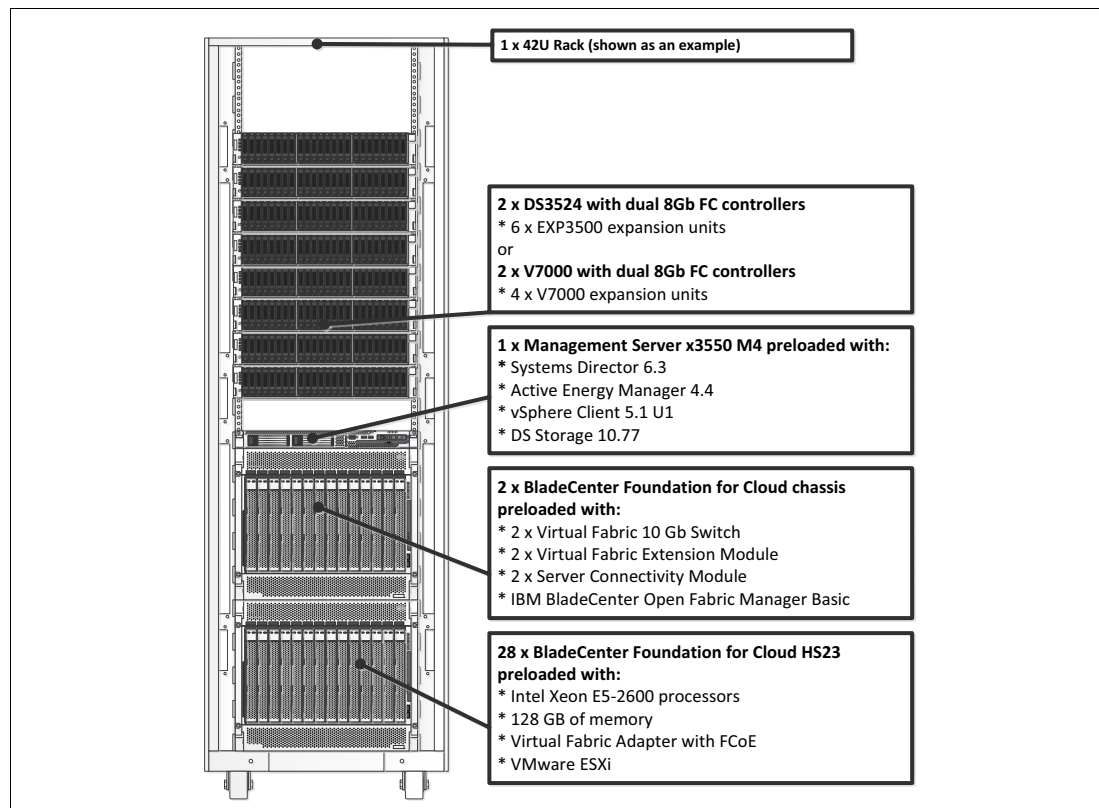 1 x 42U Rack (shown as an example)
2 x DS3524 with dual 8Gb FC controllers
* 6 x EXP3500 expansion units
or
2 x V7000 with dual 8Gb FC controllers
* 4 x V7000 expansion units
1 x Management Server x3550 M4 preloaded with:
* Systems Director 6.3
* Active Energy Manager 4.4
* vSphere Client 5.1 U1
* DS Storage 10.77
2 x BladeCenter Foundation for Cloud chassis
preloaded with:
* 2 x Virtual Fabric 10 Gb Switch
* 2 x Virtual Fabric Extension Module
* 2 x Server Connectivity Module
* IBM BladeCenter Open Fabric Manager Basic
28 x BladeCenter Foundation for Cloud HS23
preloaded with:
* Intel Xeon E5-2600 processors
* 128 GB of memory
* Virtual Fabric Adapter with FCoE
* VMware ESXi